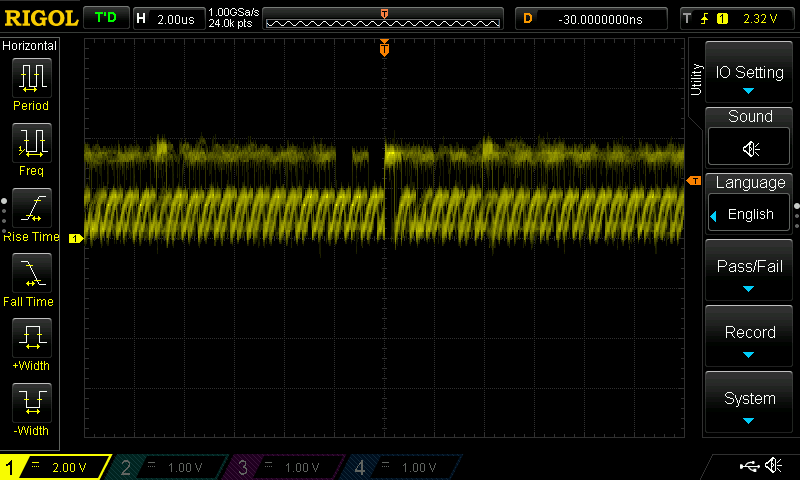 RIGOL T'D H 2.00us 1.00GSa/s 24.0k pts T D -30.0000000ns T 1 2.32 V
Horizontal
Period
Freq
Rise Time
Fall Time
+Width
-Width
T
T
1
Utility
IO Setting
Sound
Language
English
Pass/Fail
Record
System
1 2.00 V 2 1.00 V 3 1.00 V 4 1.00 V